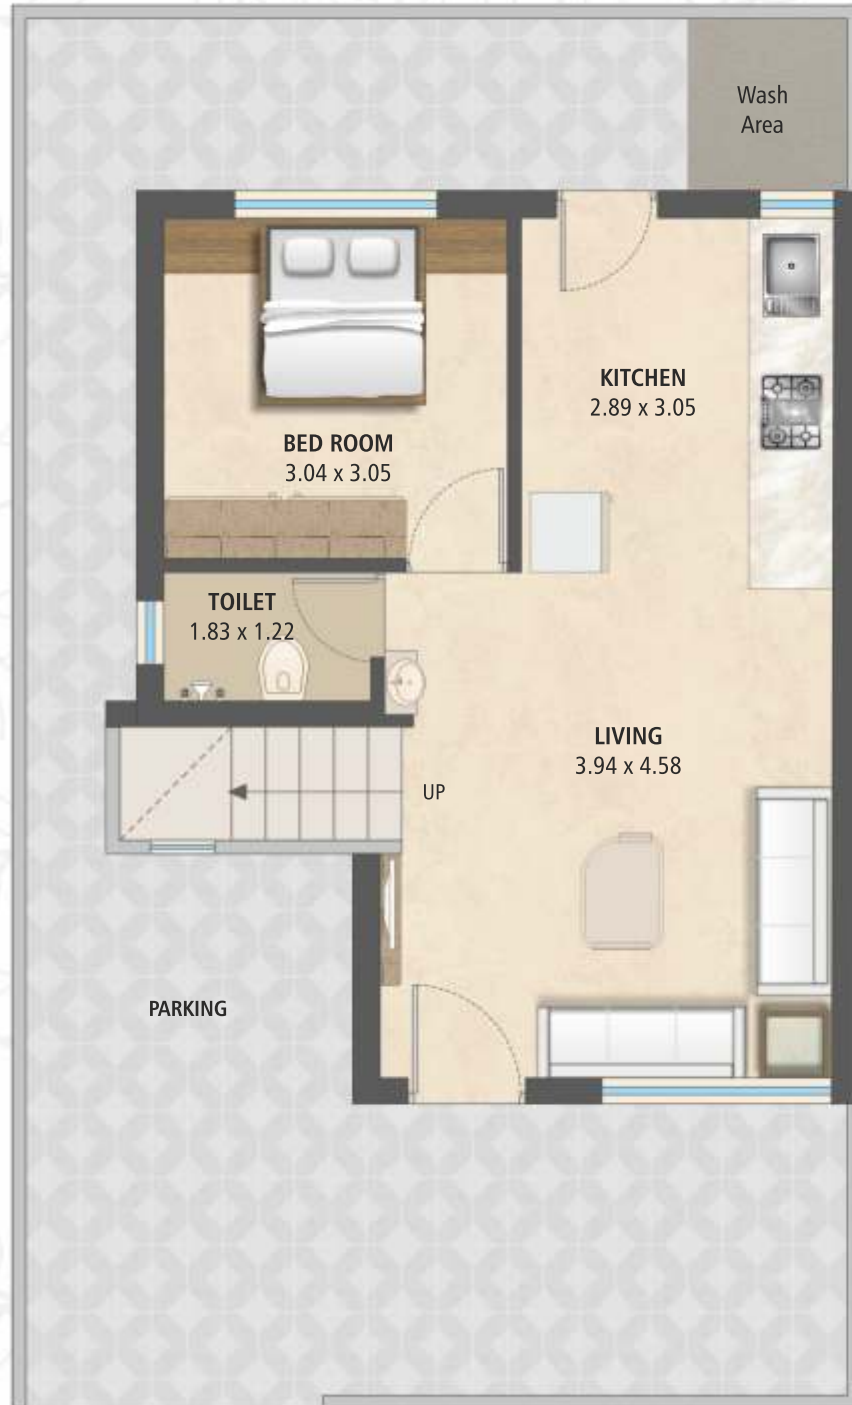 Wash
Area
KITCHEN
2.89 x 3.05
BED ROOM
3.04 x 3.05
TOILET
1.83 x 1.22
LIVING
3.94 x 4.58
UP
PARKING